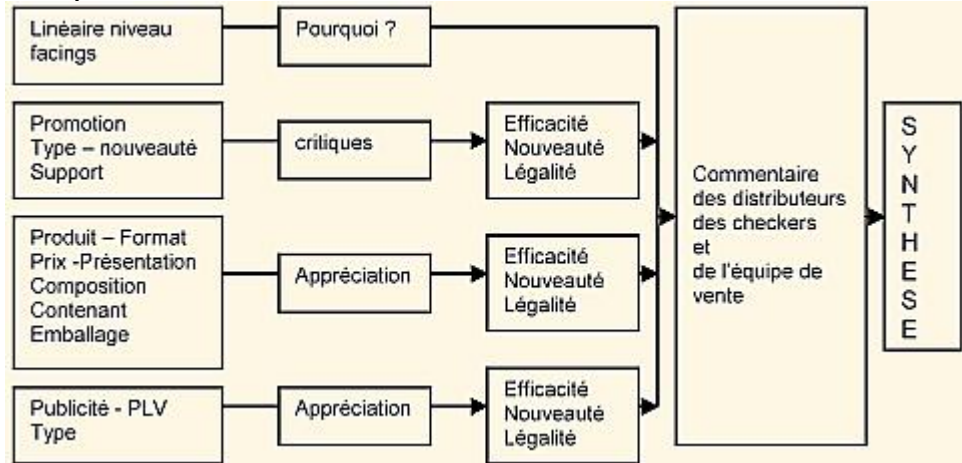 Linéaire niveau
facings
Pourquoi ?
Promotion
Type – nouveauté
Support
critiques
Efficacité
Nouveauté
Légalité
Produit – Format
Prix -Présentation
Composition
Contenant
Emballage
Appréciation
Efficacité
Nouveauté
Légalité
Publicité - PLV
Type
Appréciation
Efficacité
Nouveauté
Légalité
Commentaire
des distributeurs
des checkers
et
de l'équipe de
vente
S
Y
N
T
H
E
S
E